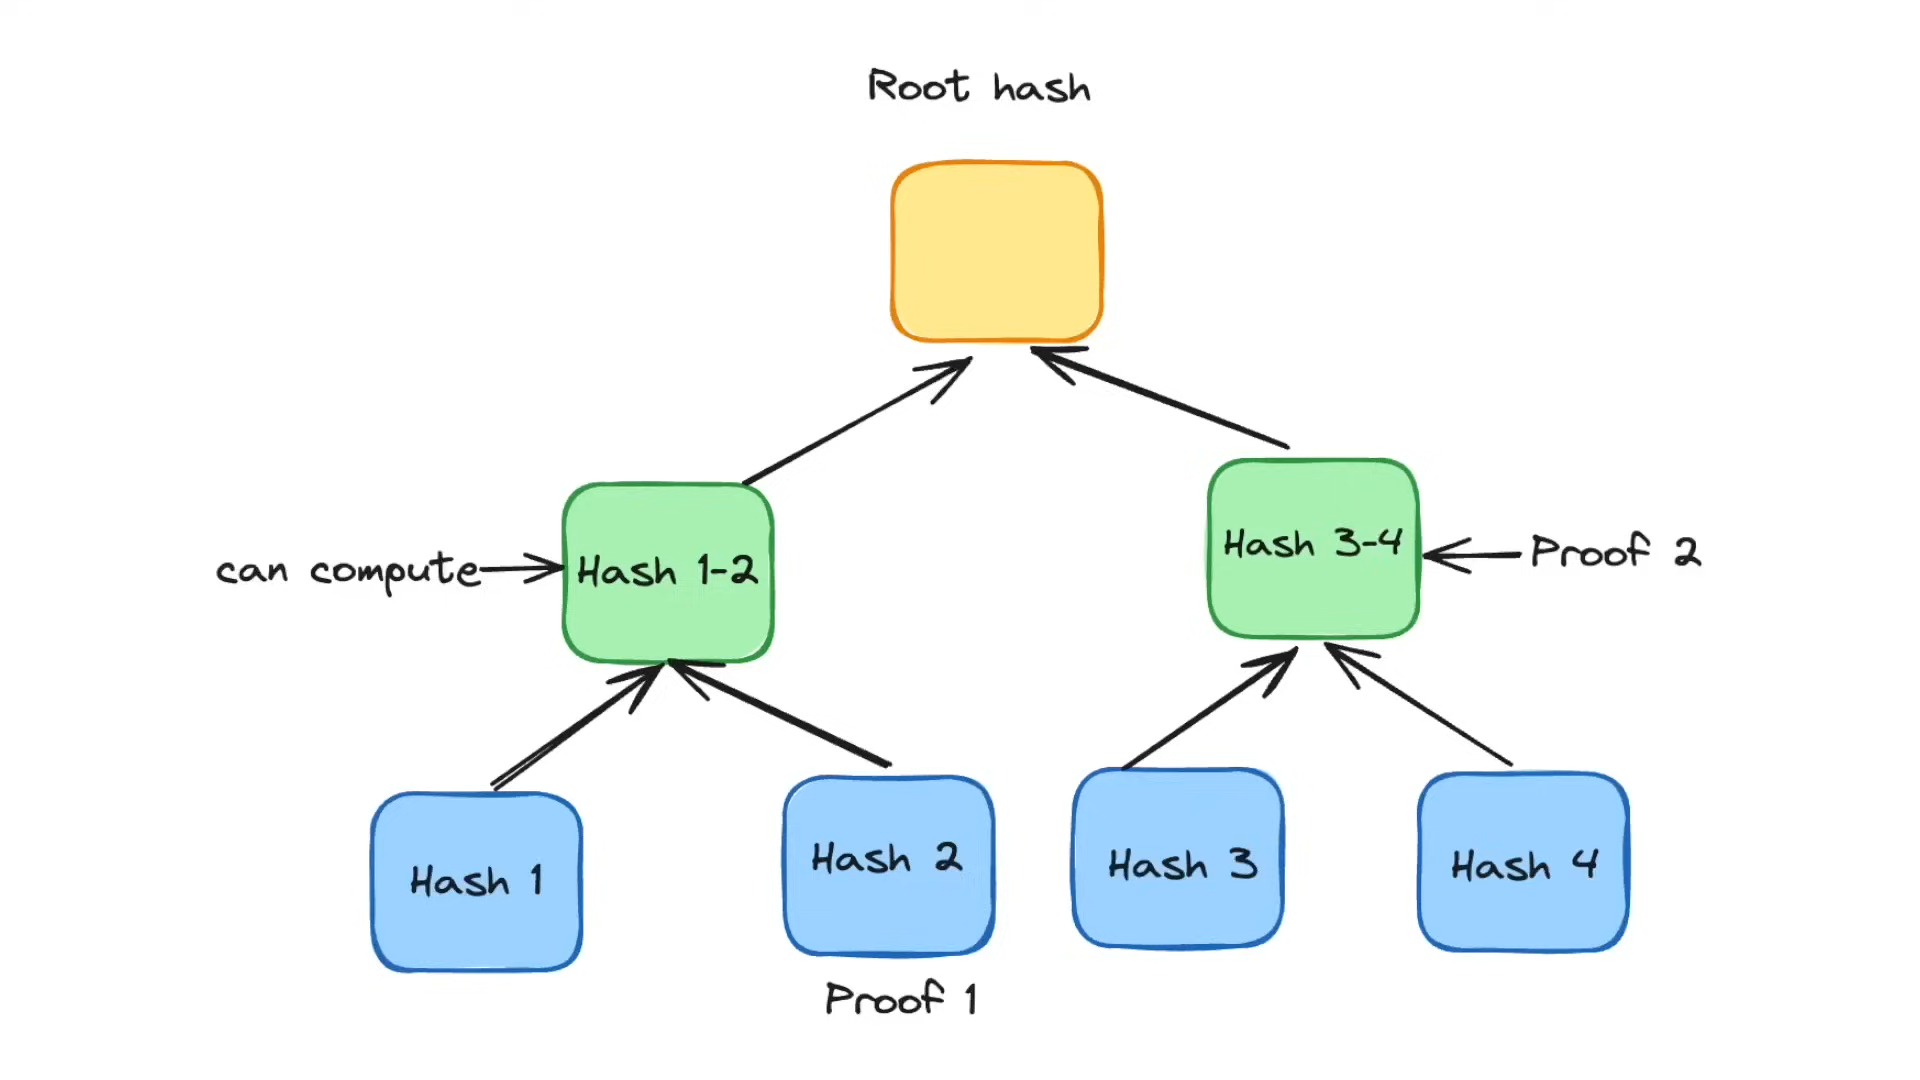 Root hash
can compute
Hash 1-2
Hash 3-4
Proof 2
Hash 1
Hash 2
Hash 3
Hash 4
Proof 1